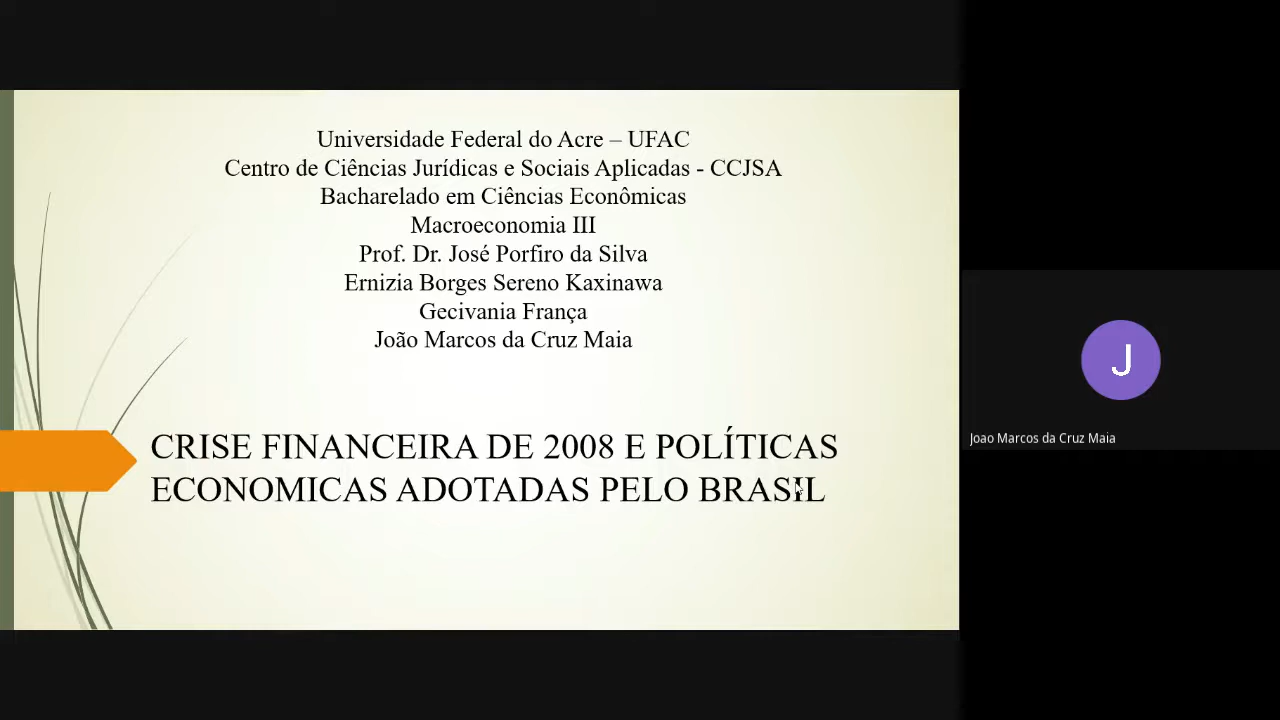 Universidade Federal do Acre – UFAC
Centro de Ciências Jurídicas e Sociais Aplicadas - CCJSA
Bacharelado em Ciências Econômicas
Macroeconomia III
Prof. Dr. José Porfiro da Silva
Ernizia Borges Sereno Kaxinawa
Gecivania França
João Marcos da Cruz Maia
CRISE FINANCEIRA DE 2008 E POLÍTICAS
ECONOMICAS ADOTADAS PELO BRASIL
J
Joao Marcos da Cruz Maia